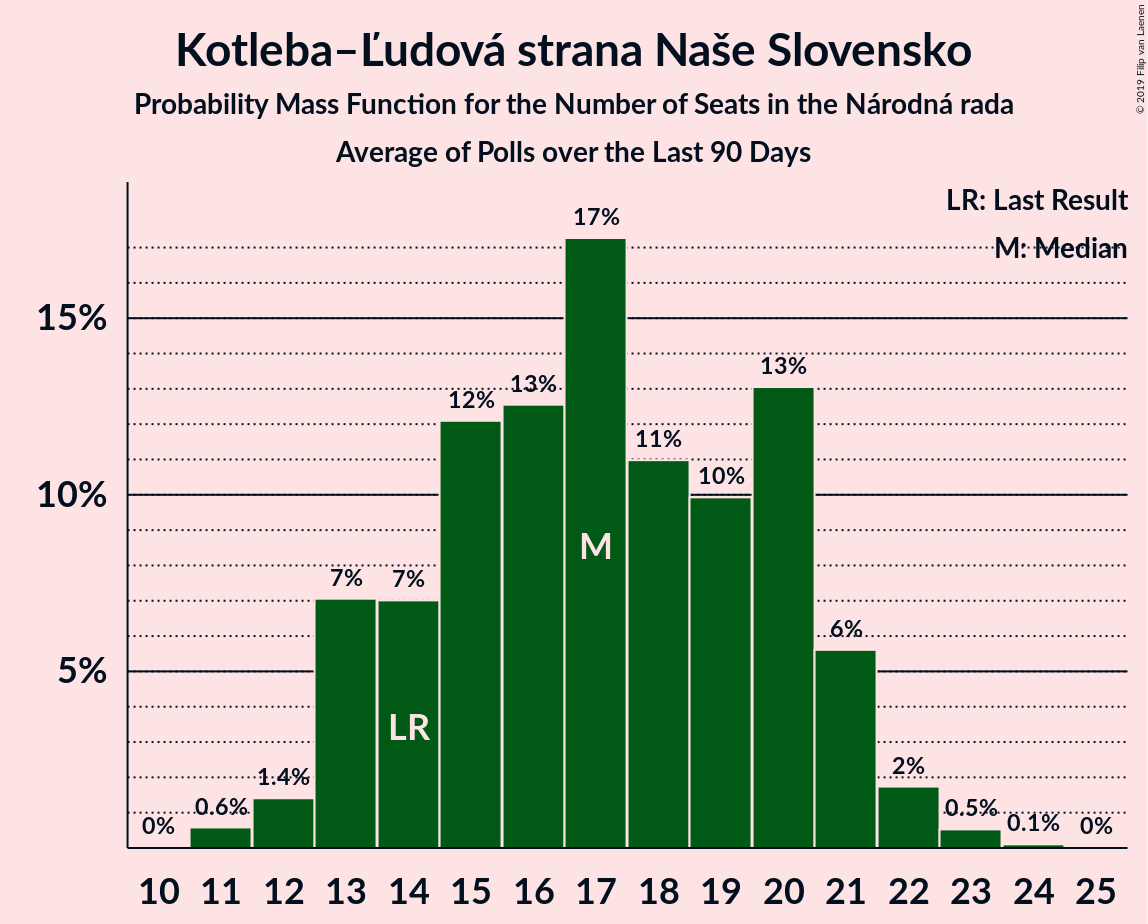 Kotleba–Ľudová strana Naše Slovensko
Probability Mass Function for the Number of Seats in the Národná rada
Average of Polls over the Last 90 Days
© 2019 Filip van Laenen
LR: Last Result
M: Median
17%
15%
13%
13%
12%
11%
10%
10%
M
7%
7%
6%
5%
LR
2%
1.4%
0.6%
0.5%
0.1%
0%
0%
10 11 12 13 14 15 16 17 18 19 20 21 22 23 24 25